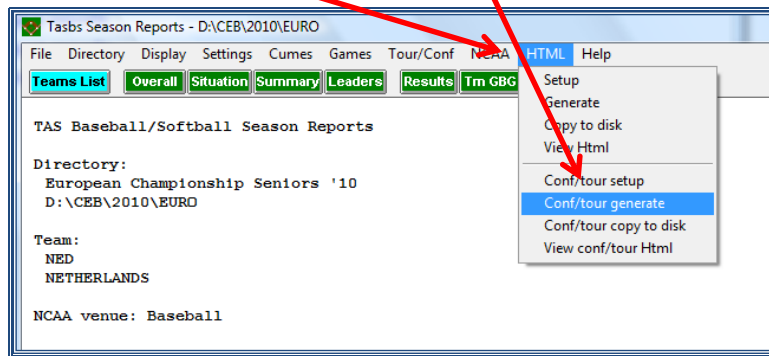 Tasbs Season Reports - D:\CEB\2010\EURO
File Directory Display Settings Cumes Games Tour/Conf NCAA HTML Help
Teams List Overall Situation Summary Leaders Results Tm GBG
Setup
Generate
Copy to disk
View Html
Conf/tour setup
Conf/tour generate
Conf/tour copy to disk
View conf/tour Html
TAS Baseball/Softball Season Reports
Directory:
European Championship Seniors '10
D:\CEB\2010\EURO
Team:
NED
NETHERLANDS
NCAA venue: Baseball